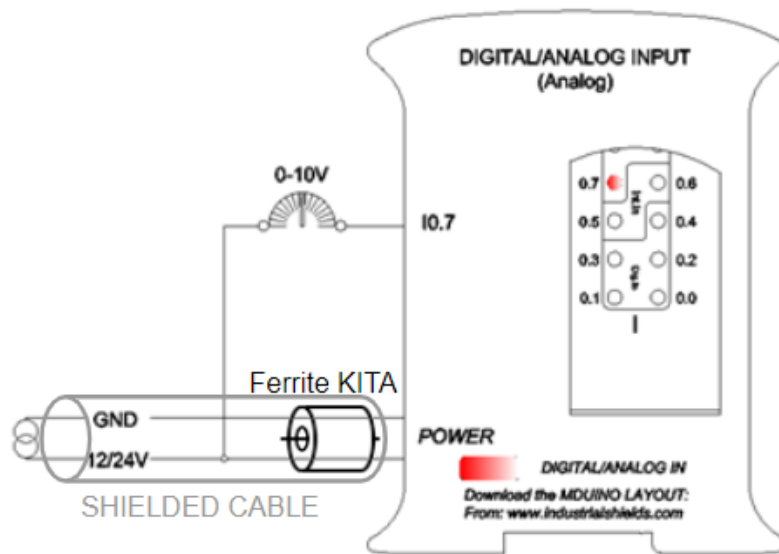 DIGITAL/ANALOG INPUT
(Analog)
0-10V
I0.7
0.7
0.6
0.5
0.4
0.3
0.2
0.1
0.0
I
Ferrite KITA
GND
12/24V
SHIELDED CABLE
POWER
DIGITAL/ANALOG IN
Download the MDUINO LAYOUT:
From: www.industrialshields.com